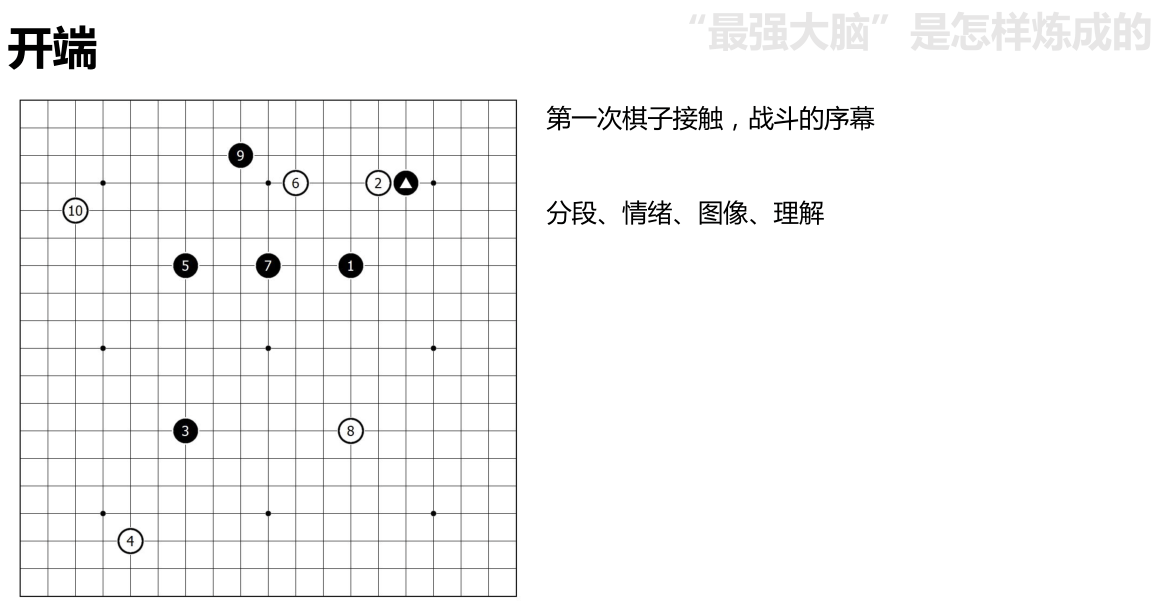 “最强大脑”是怎样炼成的
开端
第一次棋子接触，战斗的序幕
分段、情绪、图像、理解
9
6 2
10
5 7 1
3 8
4